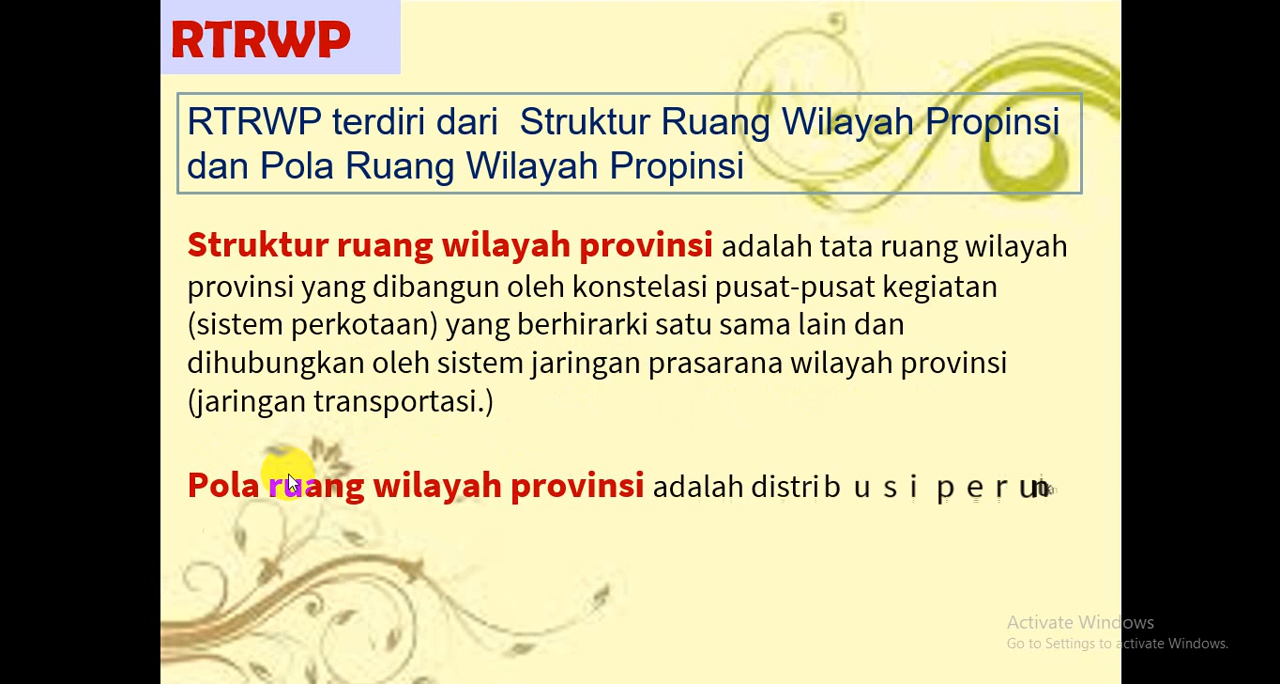 RTRWP
RTRWP terdiri dari Struktur Ruang Wilayah Propinsi
dan Pola Ruang Wilayah Propinsi
Struktur ruang wilayah provinsi adalah tata ruang wilayah
provinsi yang dibangun oleh konstelasi pusat-pusat kegiatan
(sistem perkotaan) yang berhirarki satu sama lain dan
dihubungkan oleh sistem jaringan prasarana wilayah provinsi
(jaringan transportasi.)
Pola ruang wilayah provinsi adalah distribusi
Activate Windows
Go to Settings to activate Windows.